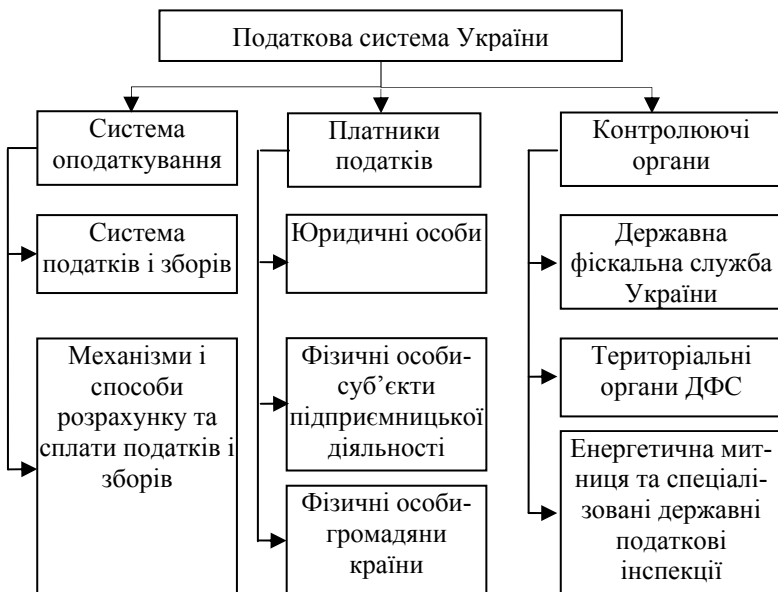 Податкова система України
Система
оподаткування
Система
податків і зборів
Механізми і
способи
розрахунку та
сплати податків і
зборів
Платники
податків
Юридичні особи
Фізичні особи-
суб’єкти
підприємницької
діяльності
Фізичні особи-
громадяни
країни
Контролюючі
органи
Державна
фіскальна служба
України
Територіальні
органи ДФС
Енергетична мит-
ниця та спеціалі-
зовані державні
податкові
інспекції